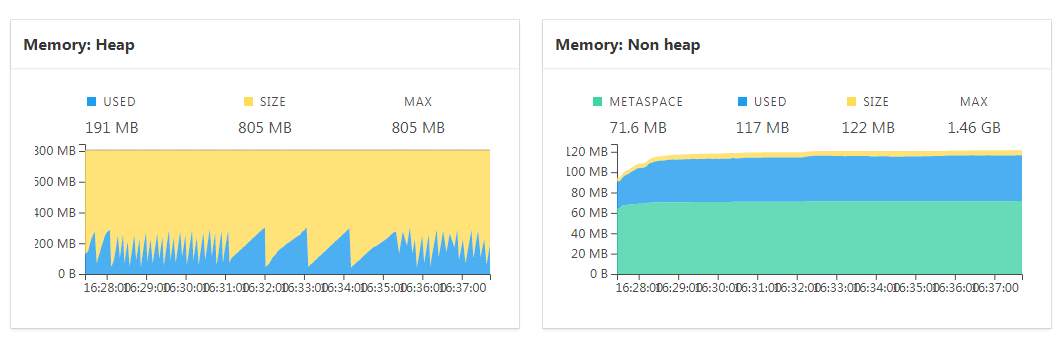 Memory: Heap
USED SIZE MAX
191 MB 805 MB 805 MB
800 MB
600 MB
400 MB
200 MB
0 B
16:28:00 16:29:00 16:30:00 16:31:00 16:32:00 16:33:00 16:34:00 16:35:00 16:36:00 16:37:00
Memory: Non heap
METASPACE USED SIZE MAX
71.6 MB 117 MB 122 MB 1.46 GB
120 MB
100 MB
80 MB
60 MB
40 MB
20 MB
0 B
16:28:00 16:29:00 16:30:00 16:31:00 16:32:00 16:33:00 16:34:00 16:35:00 16:36:00 16:37:00